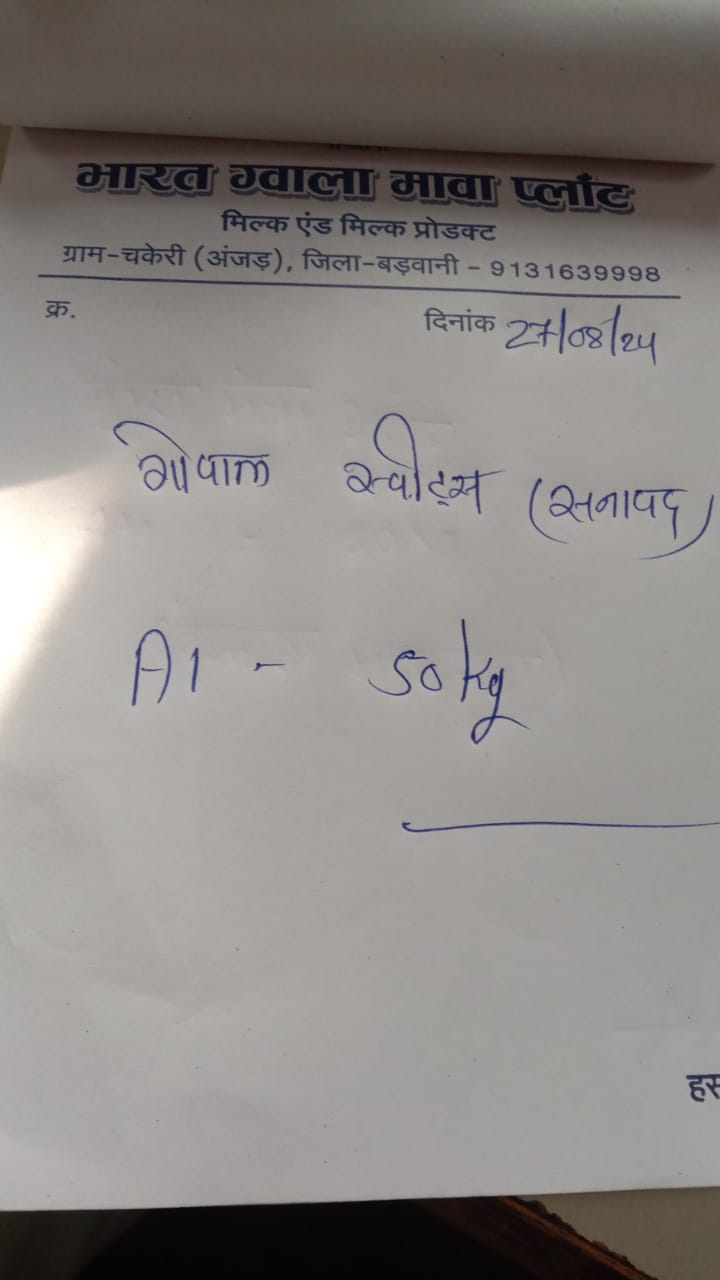 भारत ग्वाला मावा प्लाँट
मिल्क एंड मिल्क प्रोडक्ट
ग्राम-चकेरी (अंजड़), जिला-बड़वानी - 9131639998
क्र. दिनांक 27/08/24
गोपाल स्वीट्स (सनावद)
A1 - 50 kg
हस